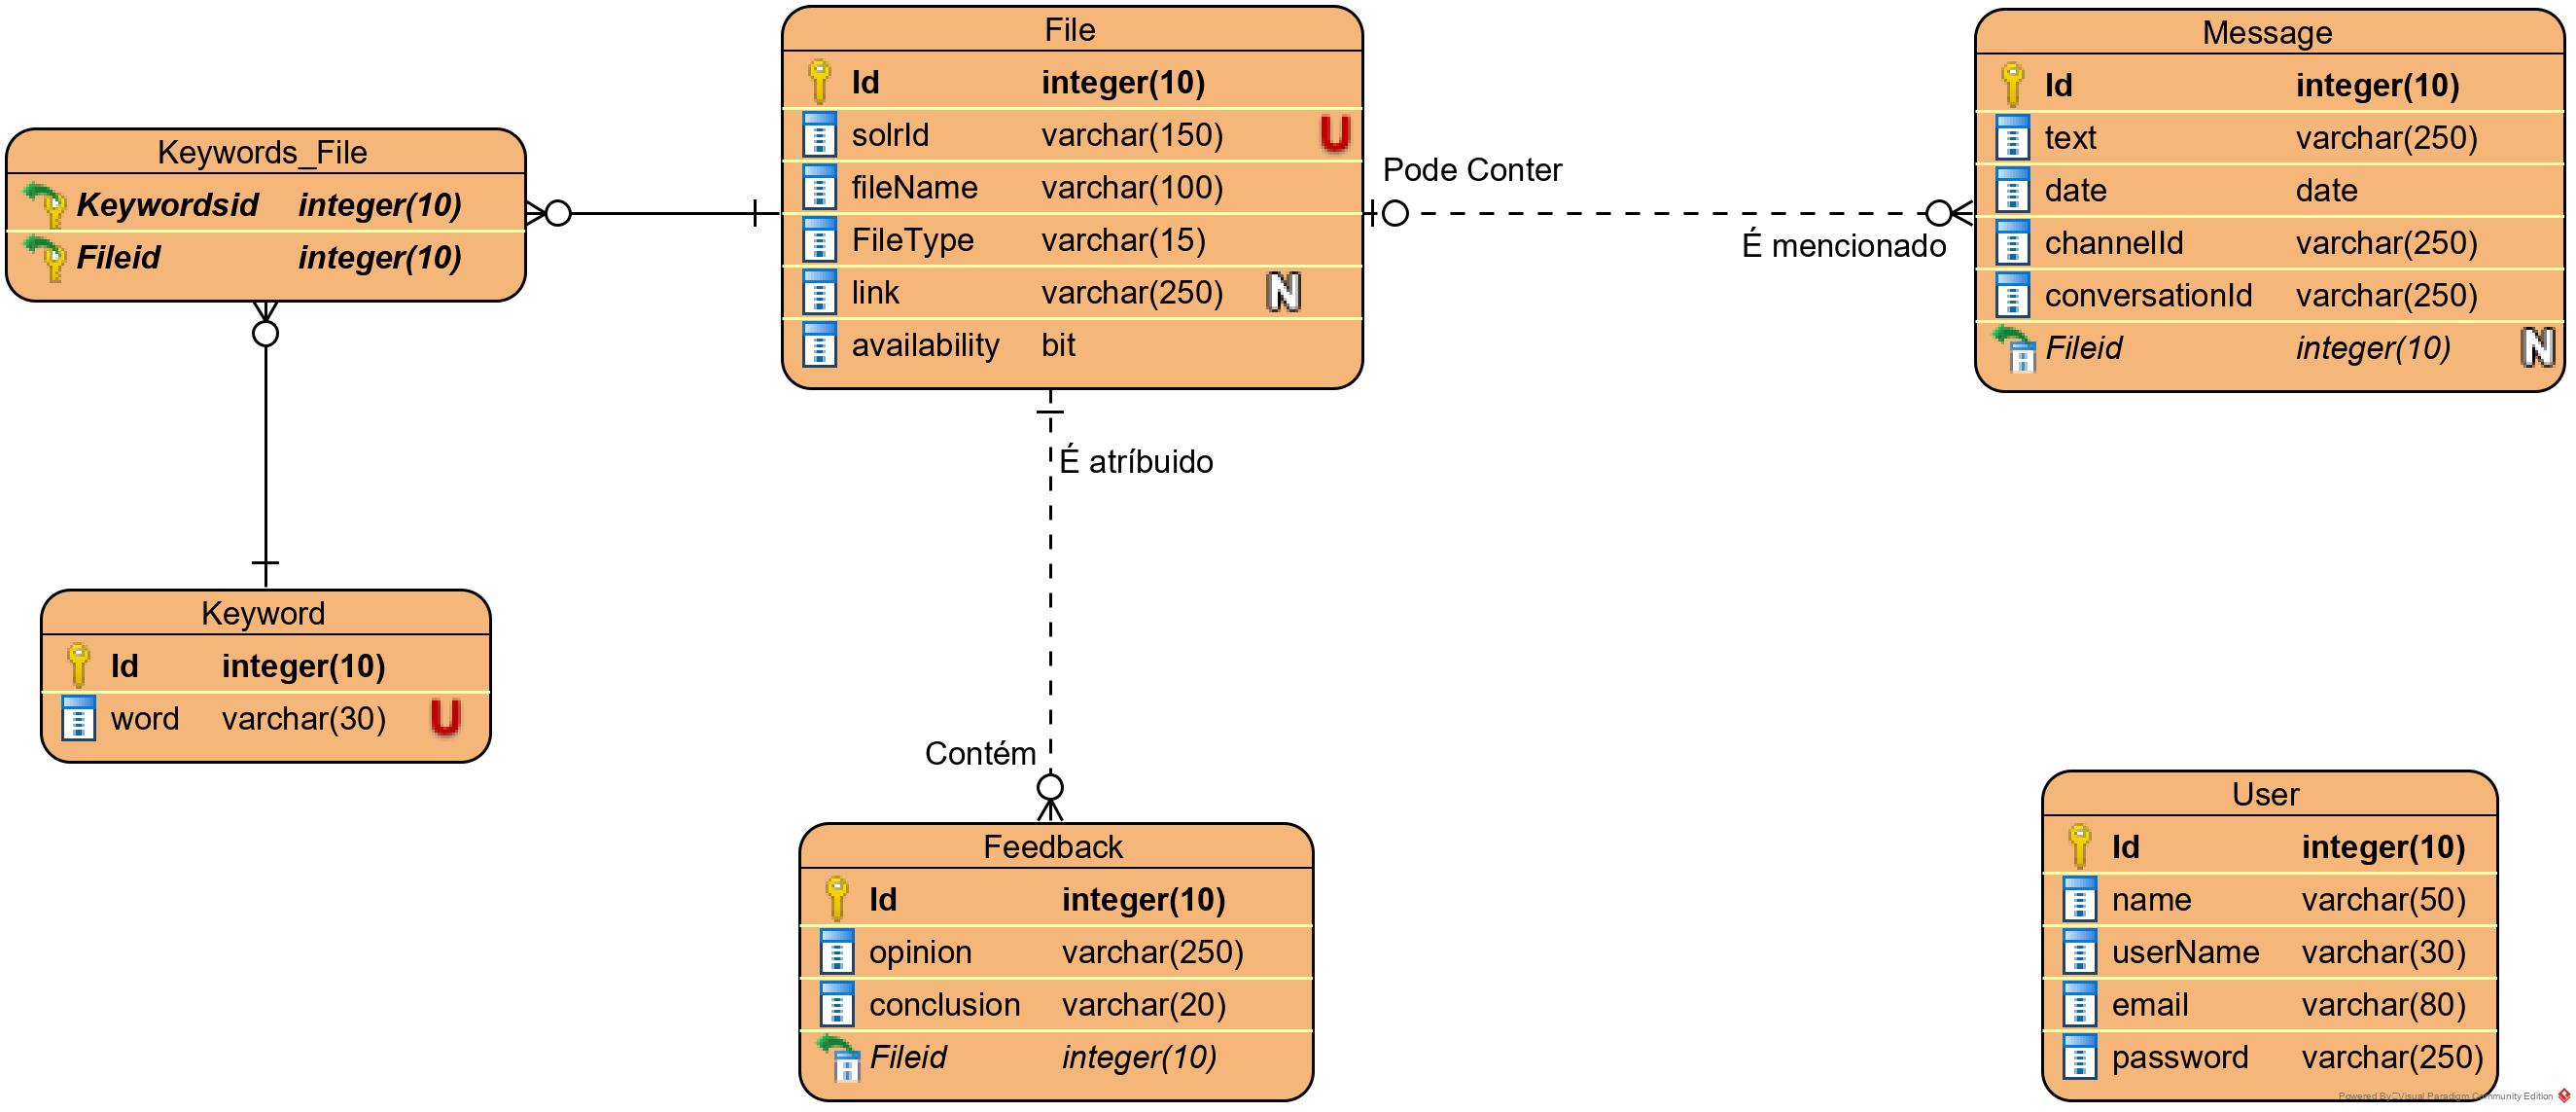 File
Id integer(10)
solrId varchar(150) U
fileName varchar(100)
FileType varchar(15)
link varchar(250) N
availability bit
Message
Id integer(10)
text varchar(250)
date date
channelId varchar(250)
conversationId varchar(250)
Fileid integer(10) N
Keywords_File
Keywordsid integer(10)
Fileid integer(10)
Pode Conter
É mencionado
É atríbuido
Contém
Keyword
Id integer(10)
word varchar(30) U
Feedback
Id integer(10)
opinion varchar(250)
conclusion varchar(20)
Fileid integer(10)
User
Id integer(10)
name varchar(50)
userName varchar(30)
email varchar(80)
password varchar(250)
Powered By Visual Paradigm Community Edition